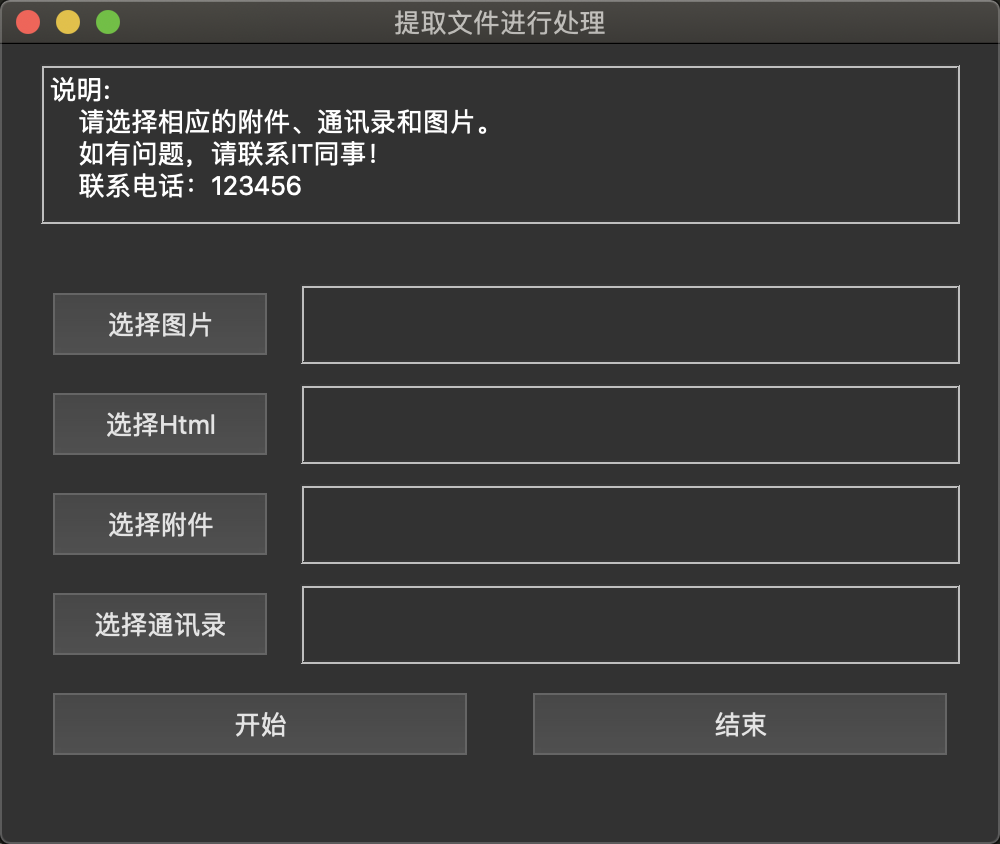 提取文件进行处理
说明:
请选择相应的附件、通讯录和图片。
如有问题，请联系IT同事！
联系电话：123456
选择图片
选择Html
选择附件
选择通讯录
开始
结束